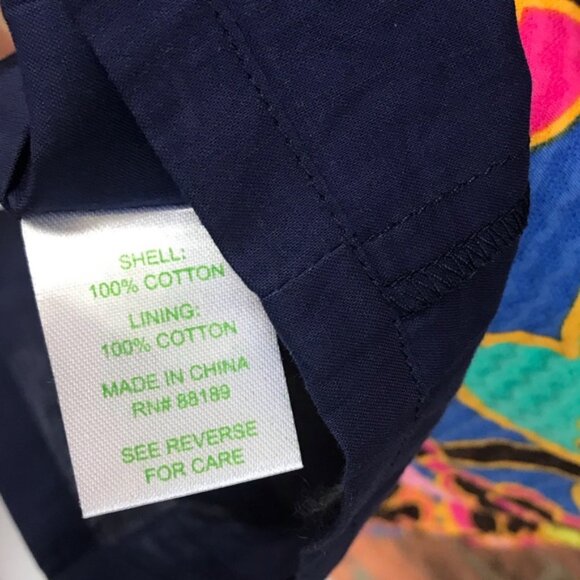 SHELL:
100% COTTON
LINING:
100% COTTON
MADE IN CHINA
RN# 88189
SEE REVERSE
FOR CARE